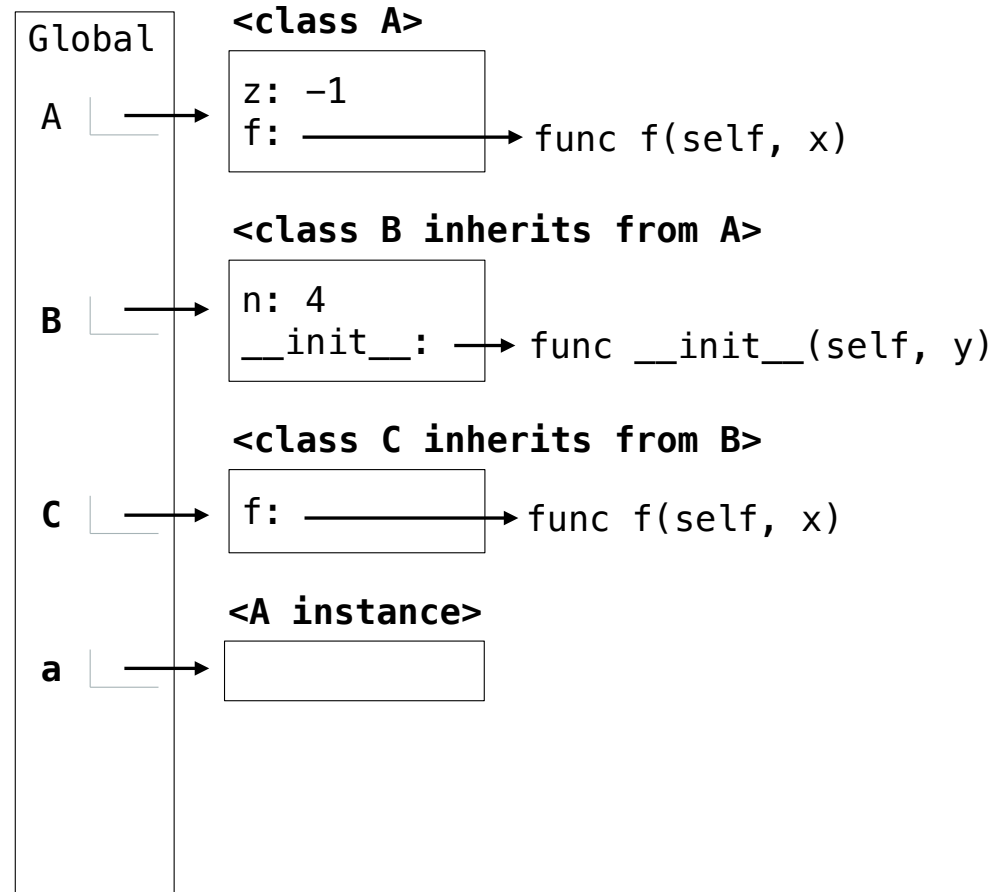 Global
<class A>
A
z: −1
f:
func f(self, x)
<class B inherits from A>
B
n: 4
__init__:
func __init__(self, y)
<class C inherits from B>
C
f:
func f(self, x)
<A instance>
a